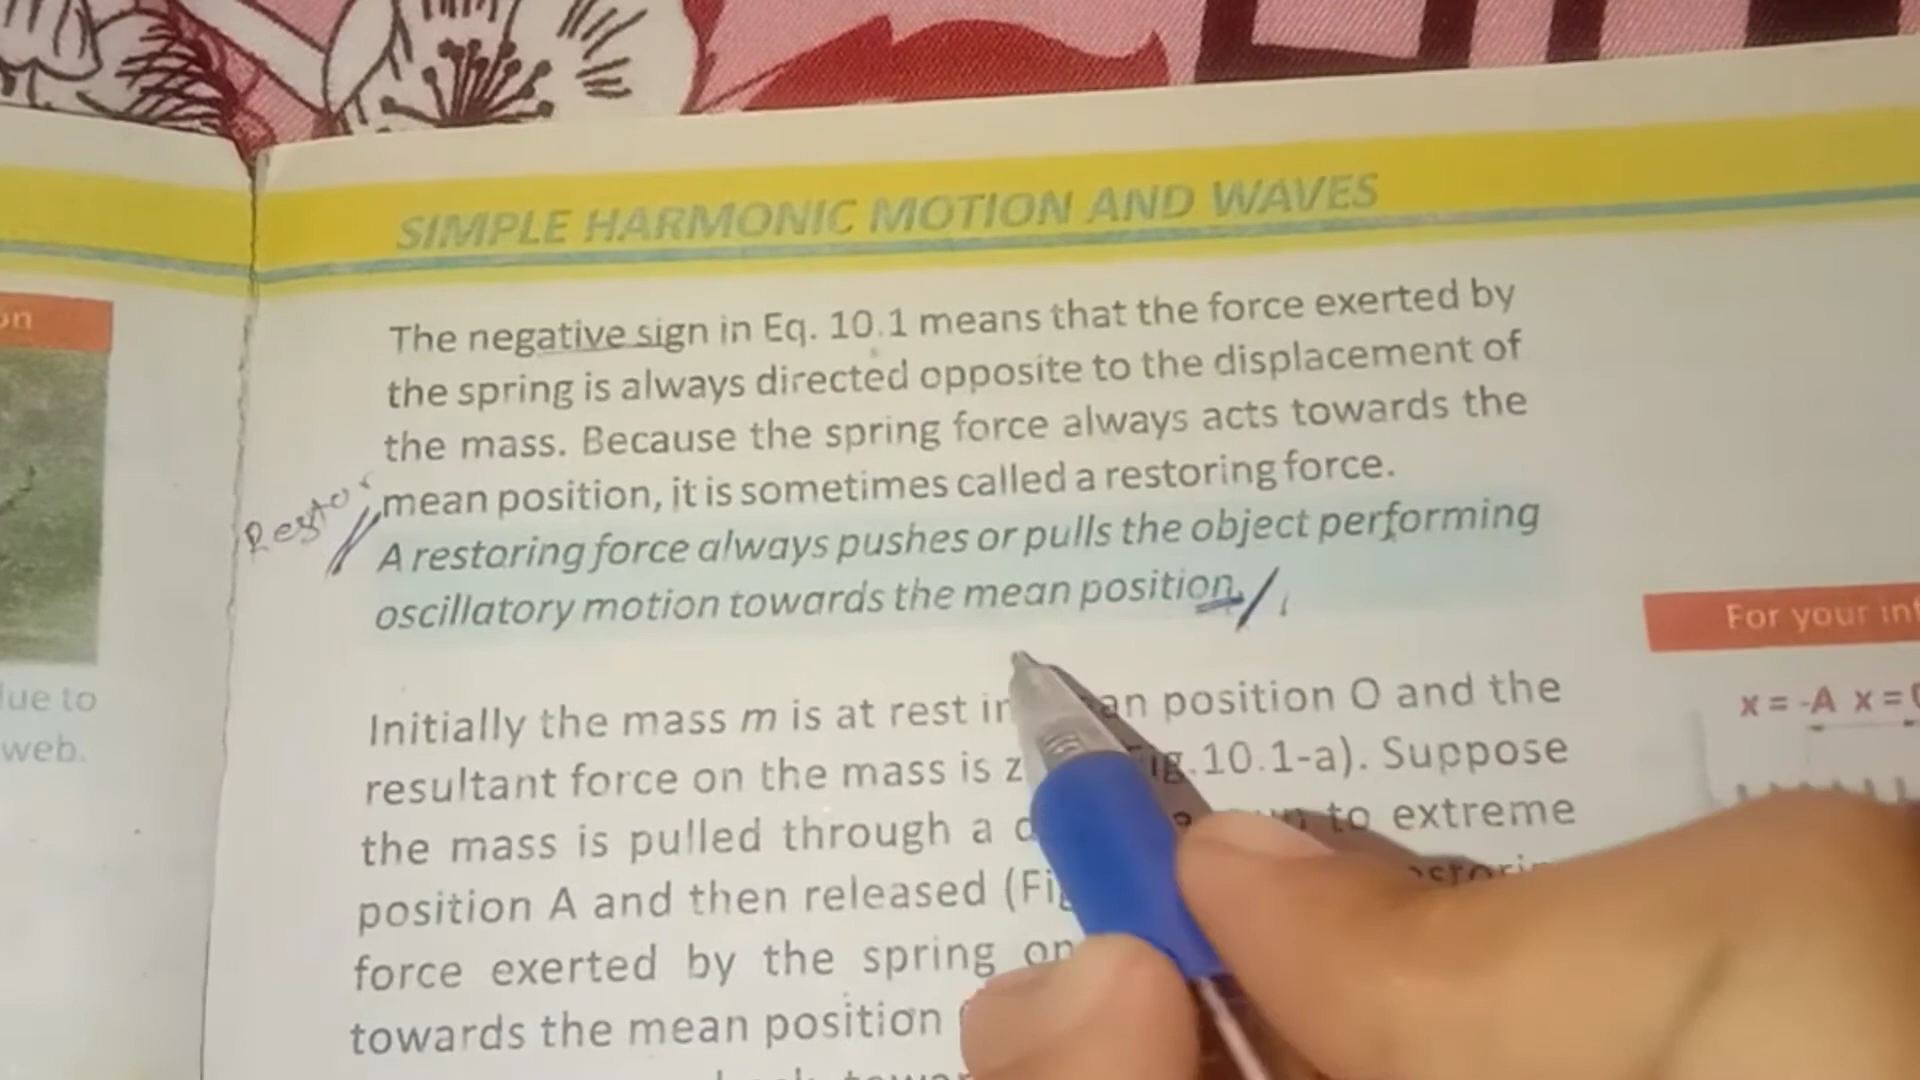 SIMPLE HARMONIC MOTION AND WAVES
on
The negative sign in Eq. 10.1 means that the force exerted by
the spring is always directed opposite to the displacement of
the mass. Because the spring force always acts towards the
mean position, it is sometimes called a restoring force.
Resto
A restoring force always pushes or pulls the object performing
oscillatory motion towards the mean position.
due to
web.
Initially the mass m is at rest in position O and the
resultant force on the mass is 10.1-a). Suppose
the mass is pulled through a to extreme
position A and then released
force exerted by the spring on
towards the mean position
For your
x = -A x = 0